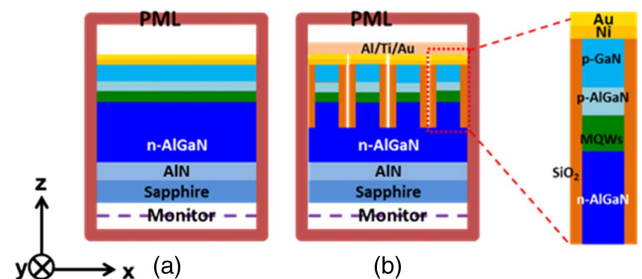 PML
n-AlGaN
AlN
Sapphire
Monitor
(a)
PML
Al/Ti/Au
n-AlGaN
AlN
Sapphire
Monitor
(b)
Au
Ni
p-GaN
p-AlGaN
MQWs
SiO2
n-AlGaN
z
y
x